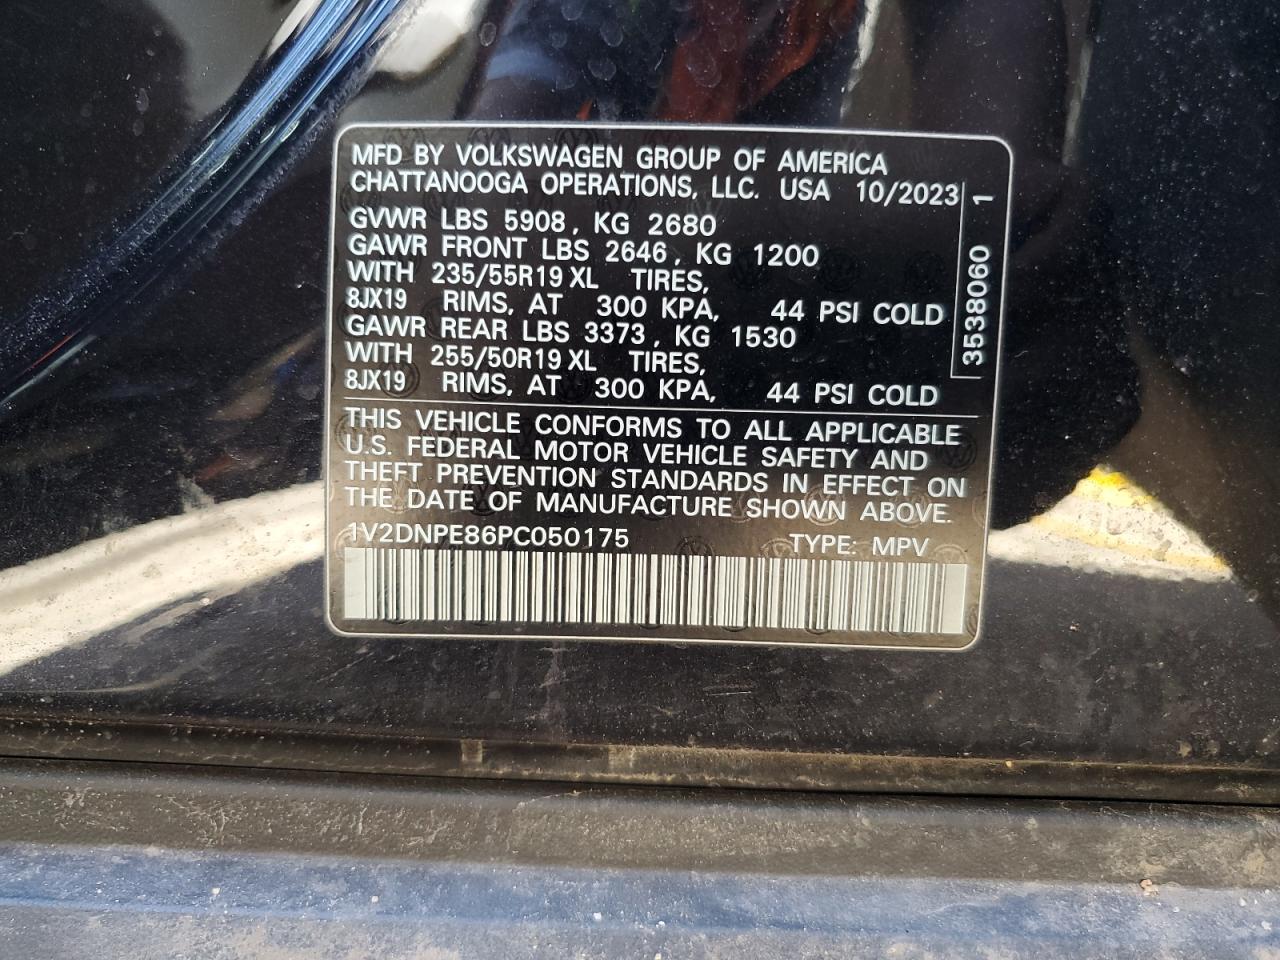 MFD BY VOLKSWAGEN GROUP OF AMERICA
CHATTANOOGA OPERATIONS, LLC. USA 10/2023
GVWR LBS 5908, KG 2680
GAWR FRONT LBS 2646, KG 1200
WITH 235/55R19 XL TIRES,
8JX19 RIMS, AT 300 KPA, 44 PSI COLD
GAWR REAR LBS 3373, KG 1530
WITH 255/50R19 XL TIRES,
8JX19 RIMS, AT 300 KPA, 44 PSI COLD
3538060 1
THIS VEHICLE CONFORMS TO ALL APPLICABLE
U.S. FEDERAL MOTOR VEHICLE SAFETY AND
THEFT PREVENTION STANDARDS IN EFFECT ON
THE DATE OF MANUFACTURE SHOWN ABOVE.
1V2DNPE86PC050175 TYPE: MPV